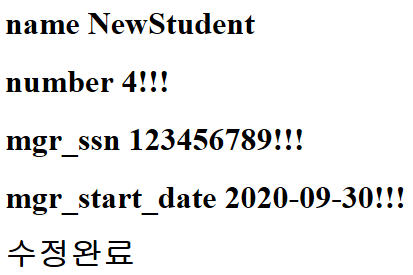 name NewStudent
number 4!!!
mgr_ssn 123456789!!!
mgr_start_date 2020-09-30!!!
수정완료